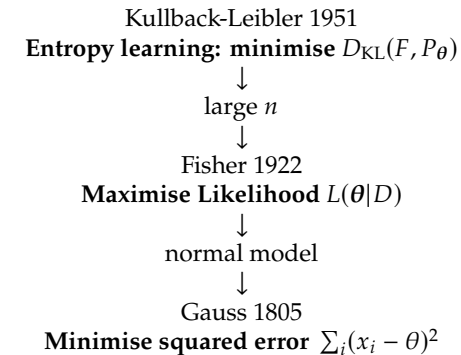 Kullback-Leibler 1951
Entropy learning: minimise D_KL(F, P_θ)
↓
large n
↓
Fisher 1922
Maximise Likelihood L(θ|D)
↓
normal model
↓
Gauss 1805
Minimise squared error ∑_i(x_i − θ)²